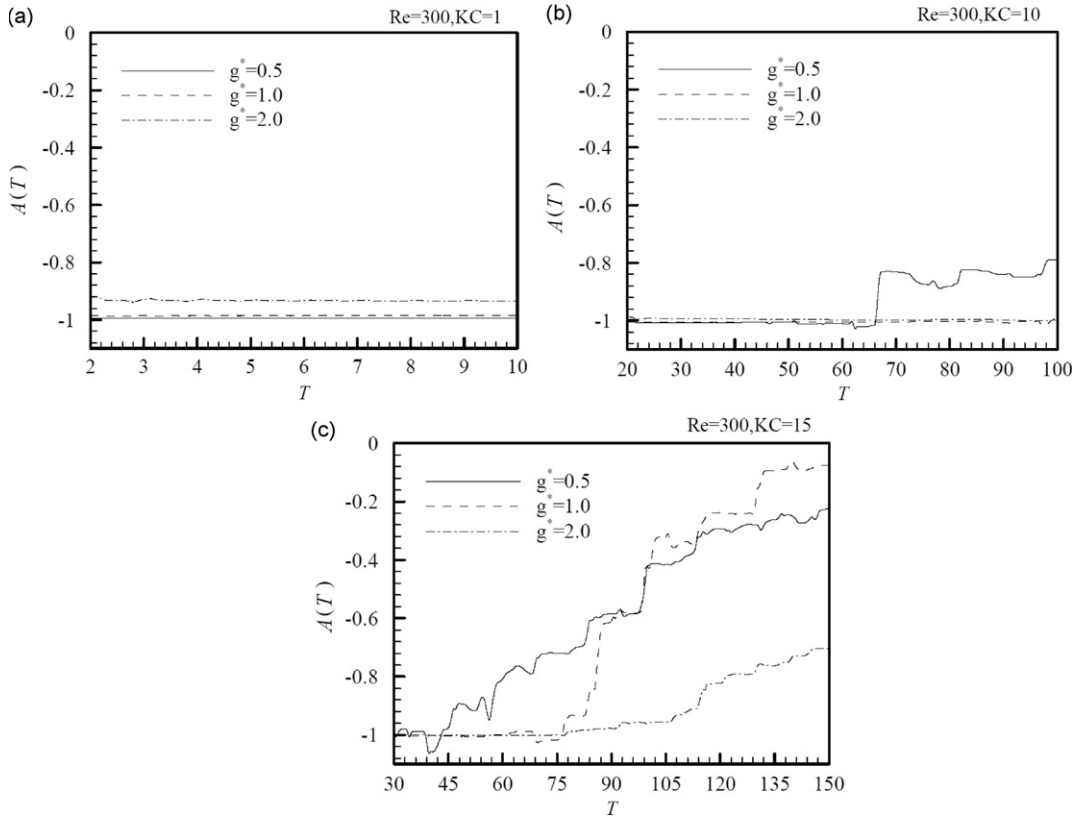 (a)
Re=300,KC=1
0
-0.2
-0.4
-0.6
-0.8
-1
A(T)
g*=0.5
g*=1.0
g*=2.0
2 3 4 5 6 7 8 9 10
T
(b)
Re=300,KC=10
0
-0.2
-0.4
-0.6
-0.8
-1
A(T)
g*=0.5
g*=1.0
g*=2.0
20 30 40 50 60 70 80 90 100
T
(c)
Re=300,KC=15
0
-0.2
-0.4
-0.6
-0.8
-1
A(T)
g*=0.5
g*=1.0
g*=2.0
30 45 60 75 90 105 120 135 150
T